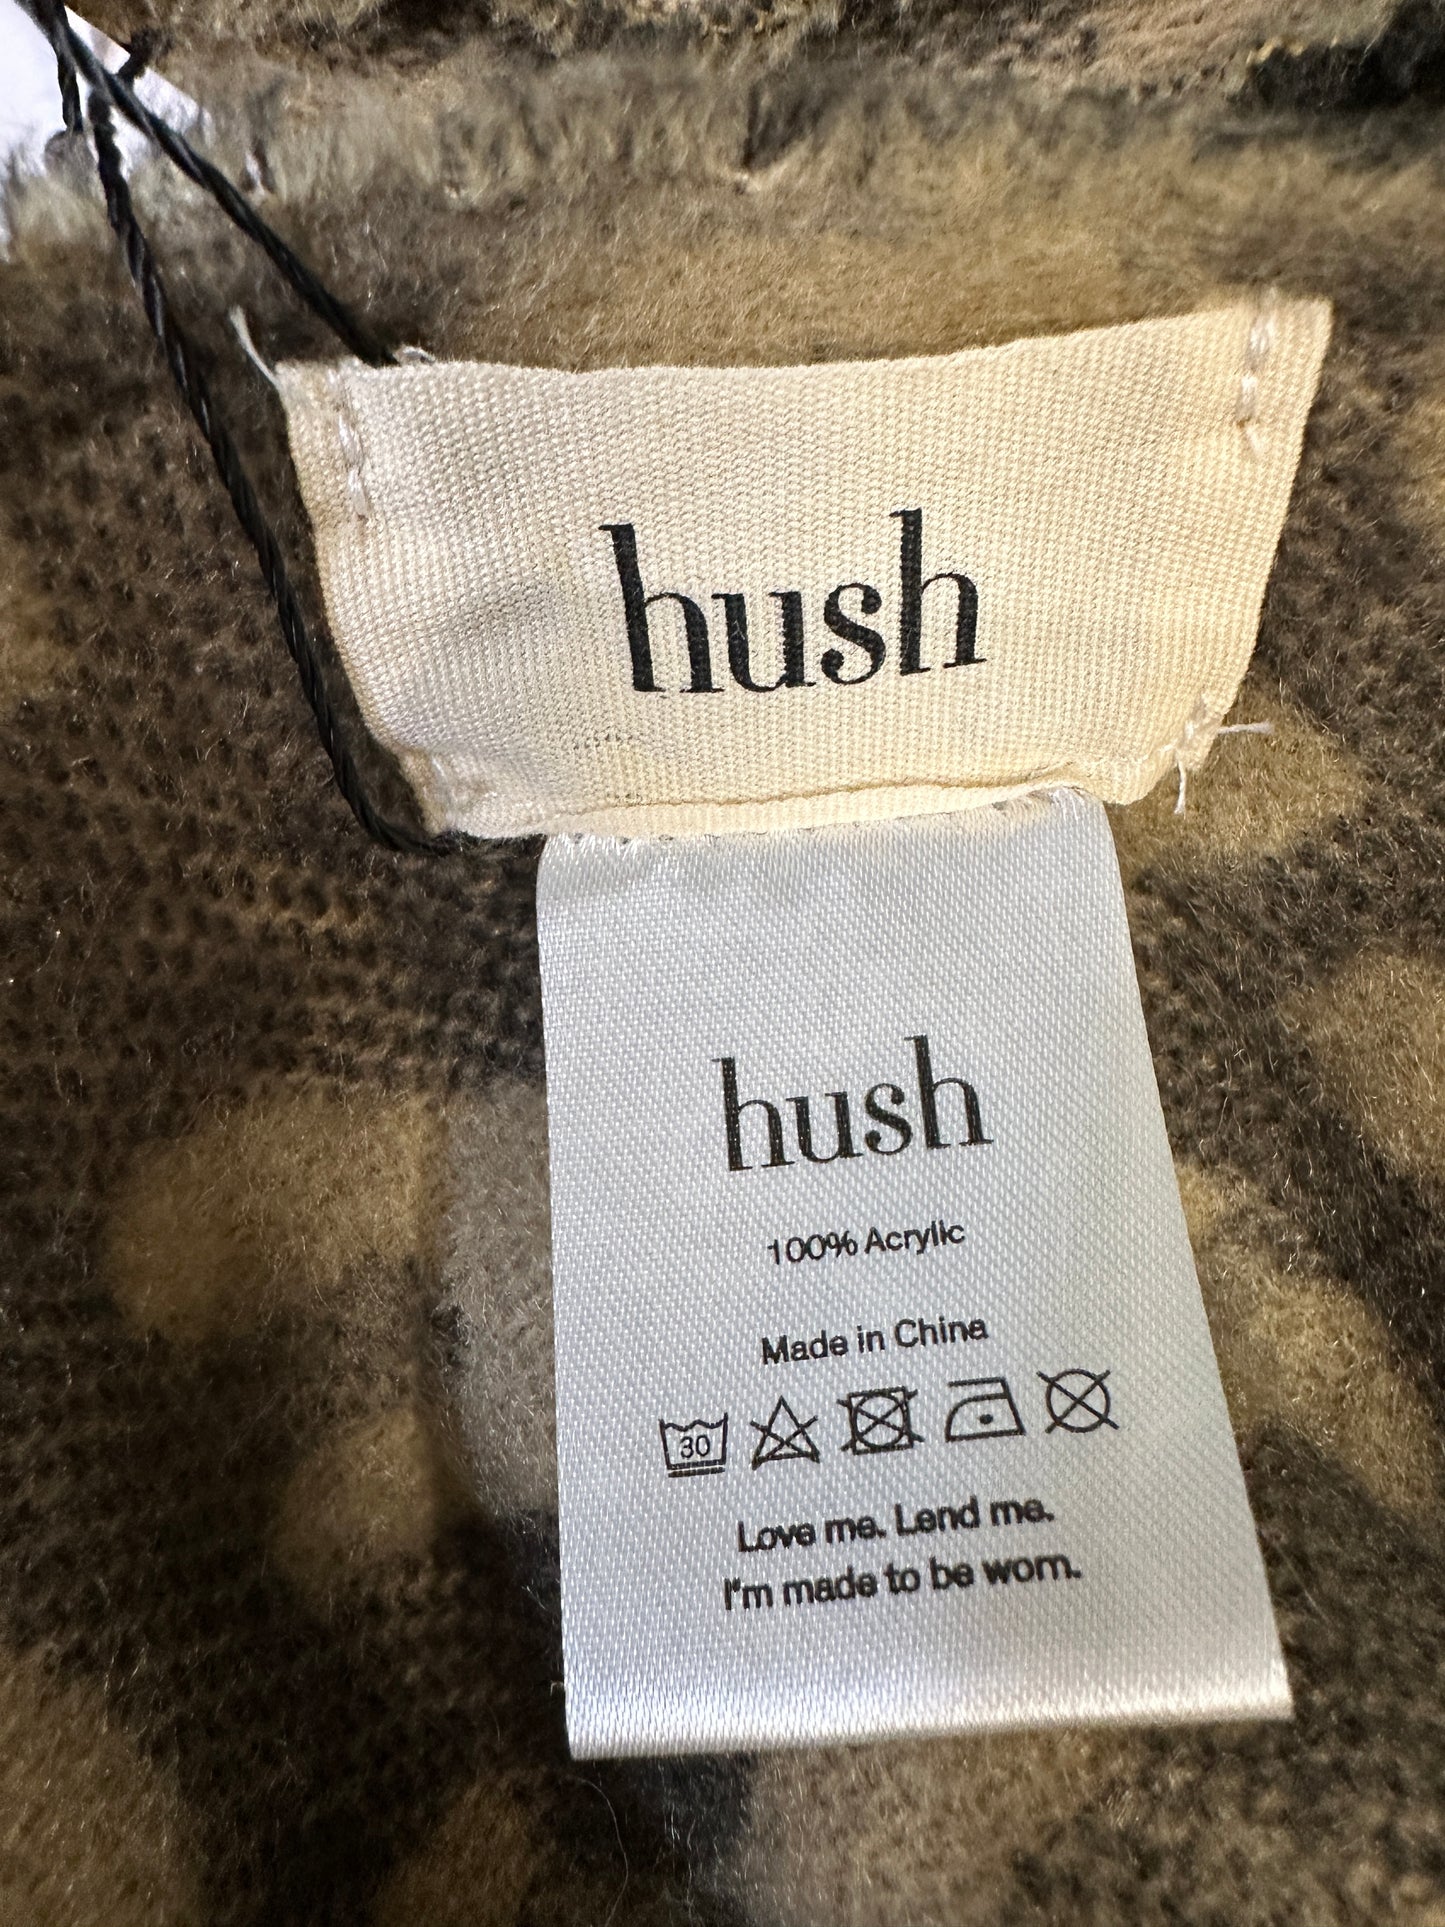 hush
hush
100% Acrylic
Made in China
30
Love me. Lend me.
I'm made to be worn.